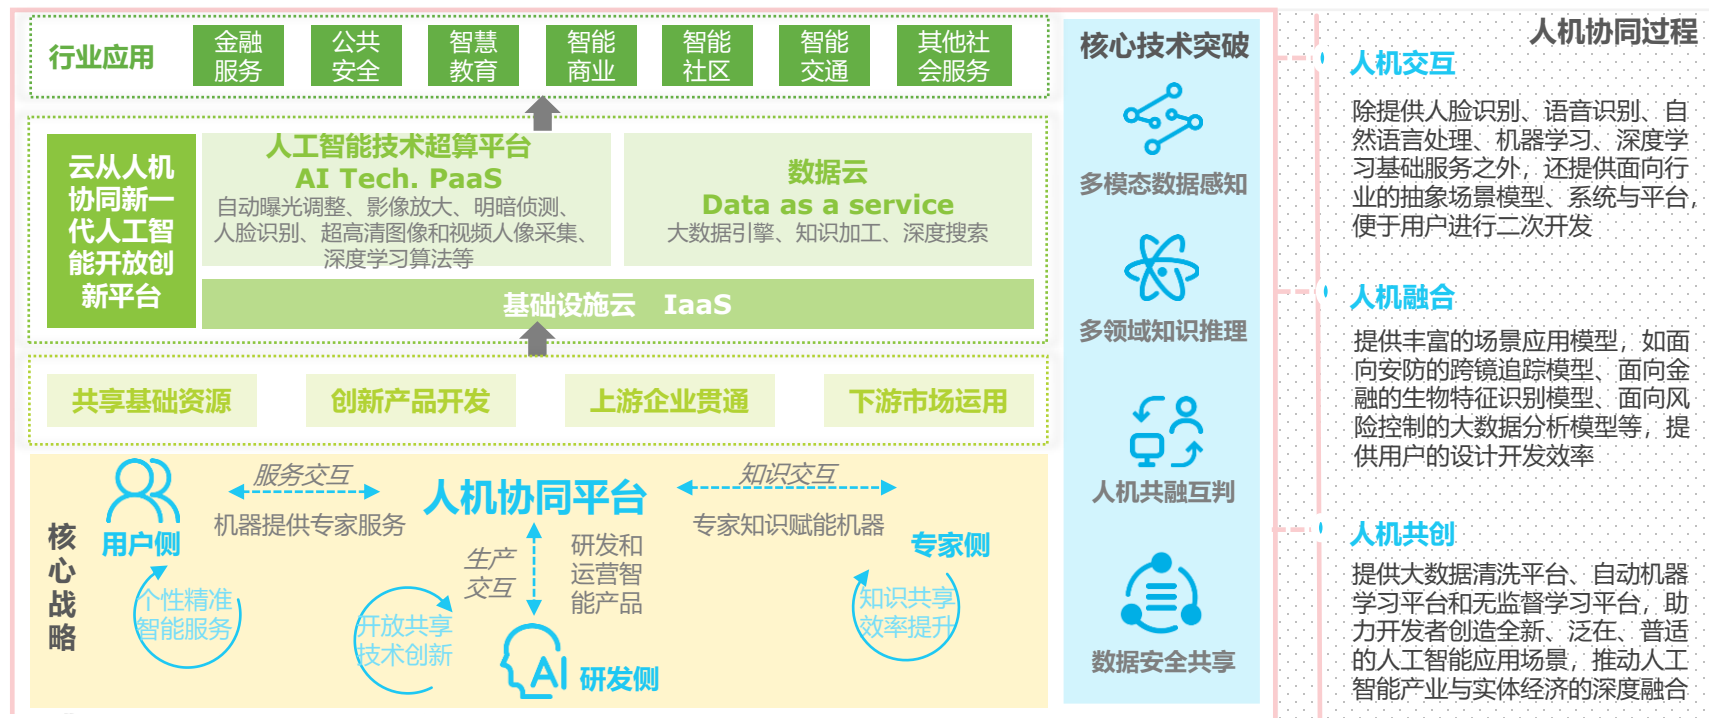 行业应用
金融
服务
公共
安全
智慧
教育
智能
商业
智能
社区
智能
交通
其他社
会服务
云从人机
协同新一
代人工智
能开放创
新平台
人工智能技术超算平台
AI Tech. PaaS
自动曝光调整、影像放大、明暗侦测、
人脸识别、超高清图像和视频人像采集、
深度学习算法等
数据云
Data as a service
大数据引擎、知识加工、深度搜索
基础设施云 IaaS
共享基础资源
创新产品开发
上游企业贯通
下游市场运用
核心战略
用户侧
服务交互
机器提供专家服务
人机协同平台
知识交互
专家知识赋能机器
专家侧
生产
交互
研发和
运营智
能产品
个性精准
智能服务
开放共享
技术创新
AI
研发侧
知识共享
效率提升
核心技术突破
多模态数据感知
多领域知识推理
人机共融互判
数据安全共享
人机协同过程
人机交互
除提供人脸识别、语音识别、自
然语言处理、机器学习、深度学
习基础服务之外，还提供面向行
业的抽象场景模型、系统与平台，
便于用户进行二次开发
人机融合
提供丰富的场景应用模型，如面
向安防的跨镜追踪模型、面向金
融的生物特征识别模型、面向风
险控制的大数据分析模型等，提
供用户的设计开发效率
人机共创
提供大数据清洗平台、自动机器
学习平台和无监督学习平台，助
力开发者创造全新、泛在、普适
的人工智能应用场景，推动人工
智能产业与实体经济的深度融合